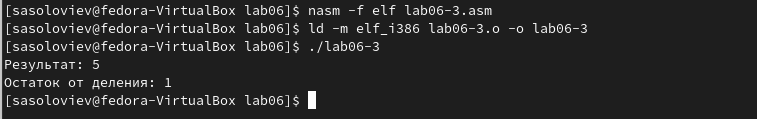 [sasoloviev@fedora-VirtualBox lab06]$ nasm -f elf lab06-3.asm
[sasoloviev@fedora-VirtualBox lab06]$ ld -m elf_i386 lab06-3.o -o lab06-3
[sasoloviev@fedora-VirtualBox lab06]$ ./lab06-3
Результат: 5
Остаток от деления: 1
[sasoloviev@fedora-VirtualBox lab06]$